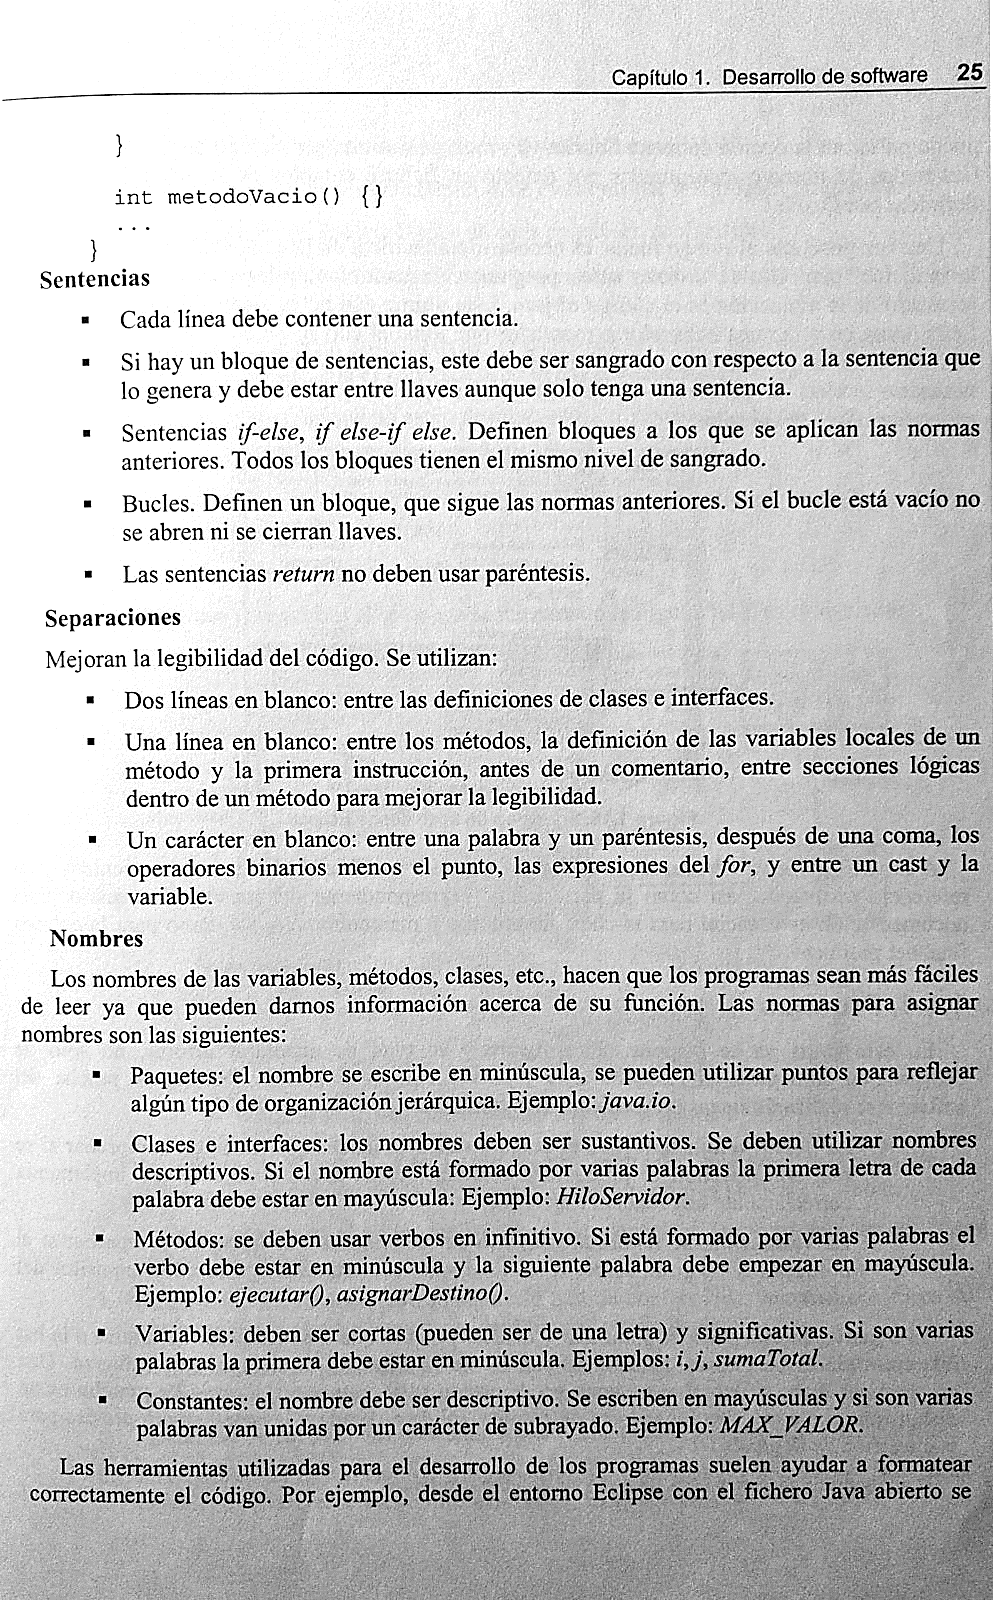 Capítulo 1. Desarrollo de software 25
}
int metodoVacio() {}
...
}
Sentencias
▪ Cada línea debe contener una sentencia.
▪ Si hay un bloque de sentencias, este debe ser sangrado con respecto a la sentencia que
lo genera y debe estar entre llaves aunque solo tenga una sentencia.
▪ Sentencias if-else, if else-if else. Definen bloques a los que se aplican las normas
anteriores. Todos los bloques tienen el mismo nivel de sangrado.
▪ Bucles. Definen un bloque, que sigue las normas anteriores. Si el bucle está vacío no
se abren ni se cierran llaves.
▪ Las sentencias return no deben usar paréntesis.
Separaciones
Mejoran la legibilidad del código. Se utilizan:
▪ Dos líneas en blanco: entre las definiciones de clases e interfaces.
▪ Una línea en blanco: entre los métodos, la definición de las variables locales de un
método y la primera instrucción, antes de un comentario, entre secciones lógicas
dentro de un método para mejorar la legibilidad.
▪ Un carácter en blanco: entre una palabra y un paréntesis, después de una coma, los
operadores binarios menos el punto, las expresiones del for, y entre un cast y la
variable.
Nombres
Los nombres de las variables, métodos, clases, etc., hacen que los programas sean más fáciles
de leer ya que pueden darnos información acerca de su función. Las normas para asignar
nombres son las siguientes:
▪ Paquetes: el nombre se escribe en minúscula, se pueden utilizar puntos para reflejar
algún tipo de organización jerárquica. Ejemplo: java.io.
▪ Clases e interfaces: los nombres deben ser sustantivos. Se deben utilizar nombres
descriptivos. Si el nombre está formado por varias palabras la primera letra de cada
palabra debe estar en mayúscula: Ejemplo: HiloServidor.
▪ Métodos: se deben usar verbos en infinitivo. Si está formado por varias palabras el
verbo debe estar en minúscula y la siguiente palabra debe empezar en mayúscula.
Ejemplo: ejecutar(), asignarDestino().
▪ Variables: deben ser cortas (pueden ser de una letra) y significativas. Si son varias
palabras la primera debe estar en minúscula. Ejemplos: i, j, sumaTotal.
▪ Constantes: el nombre debe ser descriptivo. Se escriben en mayúsculas y si son varias
palabras van unidas por un carácter de subrayado. Ejemplo: MAX_VALOR.
Las herramientas utilizadas para el desarrollo de los programas suelen ayudar a formatear
correctamente el código. Por ejemplo, desde el entorno Eclipse con el fichero Java abierto se